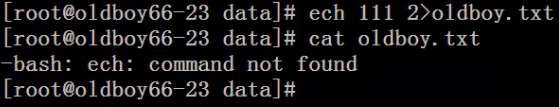 [root@oldboy66-23 data]# ech 111 2>oldboy.txt
[root@oldboy66-23 data]# cat oldboy.txt
-bash: ech: command not found
[root@oldboy66-23 data]#